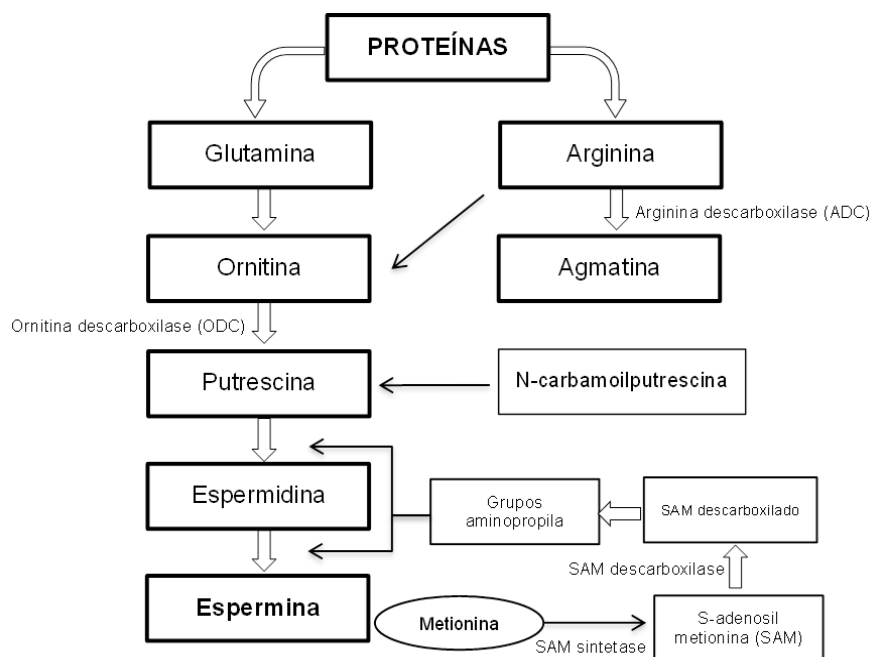 PROTEÍNAS
Glutamina
Arginina
Arginina descarboxilase (ADC)
Ornitina
Agmatina
Ornitina descarboxilase (ODC)
Putrescina
N-carbamoilputrescina
Espermidina
Grupos
aminopropila
SAM descarboxilado
SAM descarboxilase
Espermina
Metionina
SAM sintetase
S-adenosil
metionina (SAM)